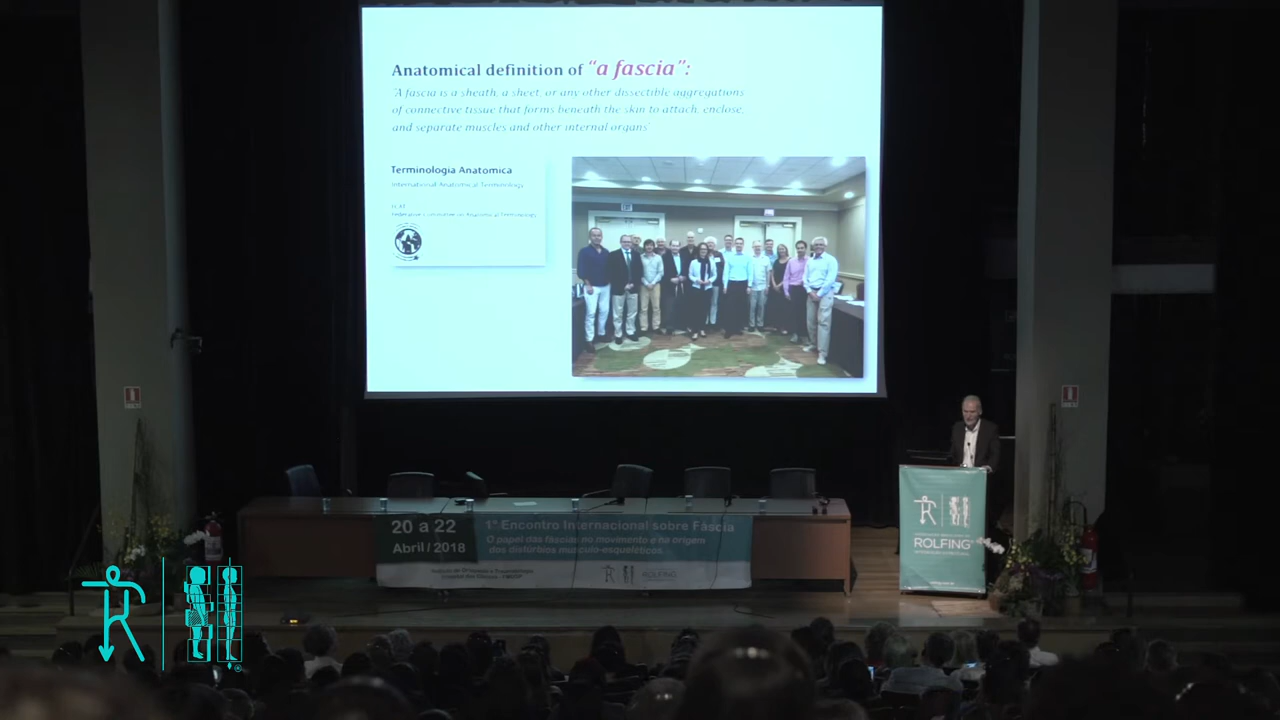 Anatomical definition of "a fascia":
"A fascia is a sheath, a sheet, or any other dissectible aggregations
of connective tissue that forms beneath the skin to attach, enclose,
and separate muscles and other internal organs"
Terminologia Anatomica
International Anatomical Terminology
20 a 22
Abril / 2018
1º Encontro Internacional sobre Fáscia
O papel das fáscias no movimento e na origem
dos distúrbios músculo-esqueléticos
ROLFING
ROLFING